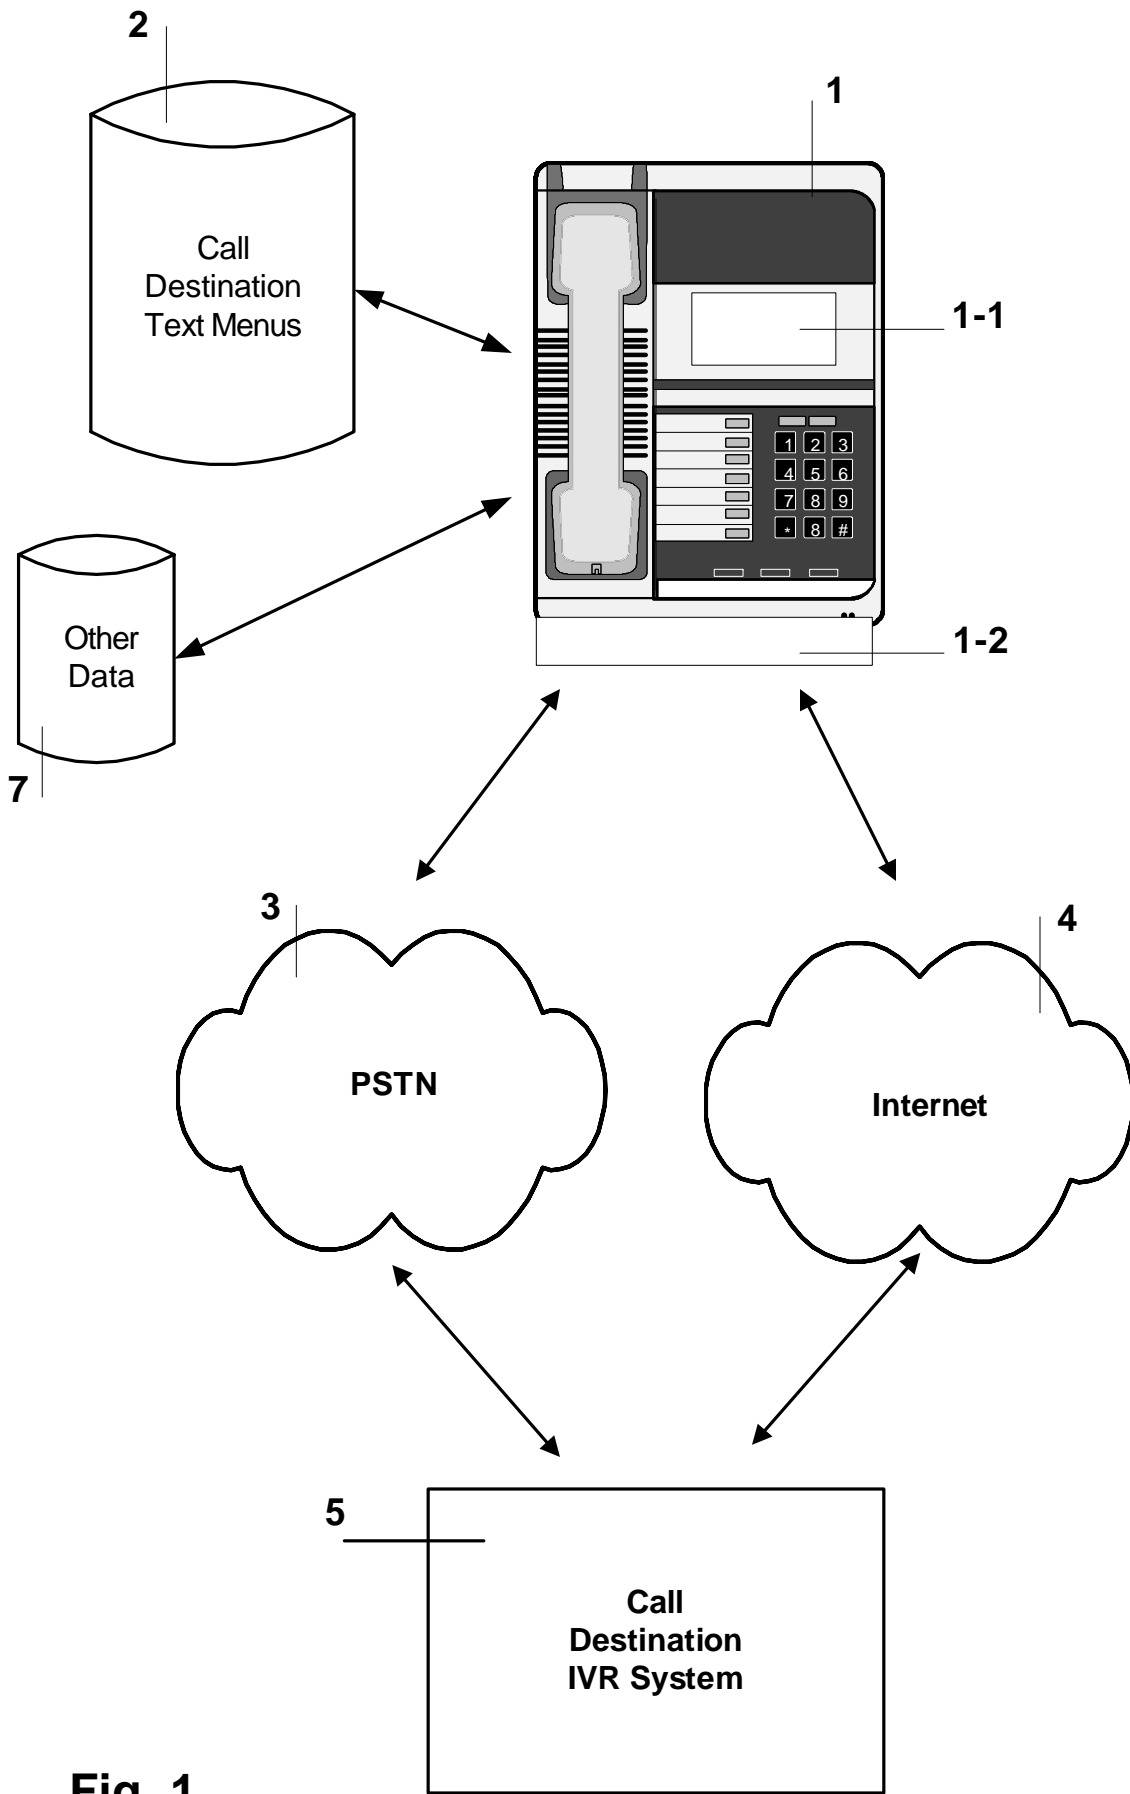 2
1
Call
Destination
Text Menus
1-1
1 2 3
4 5 6
7 8 9
* 8 #
Other
Data
1-2
7
3
4
PSTN
Internet
5
Call
Destination
IVR System
Fig. 1